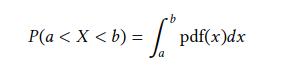 P(a < X < b) = ∫_a^b pdf(x)dx